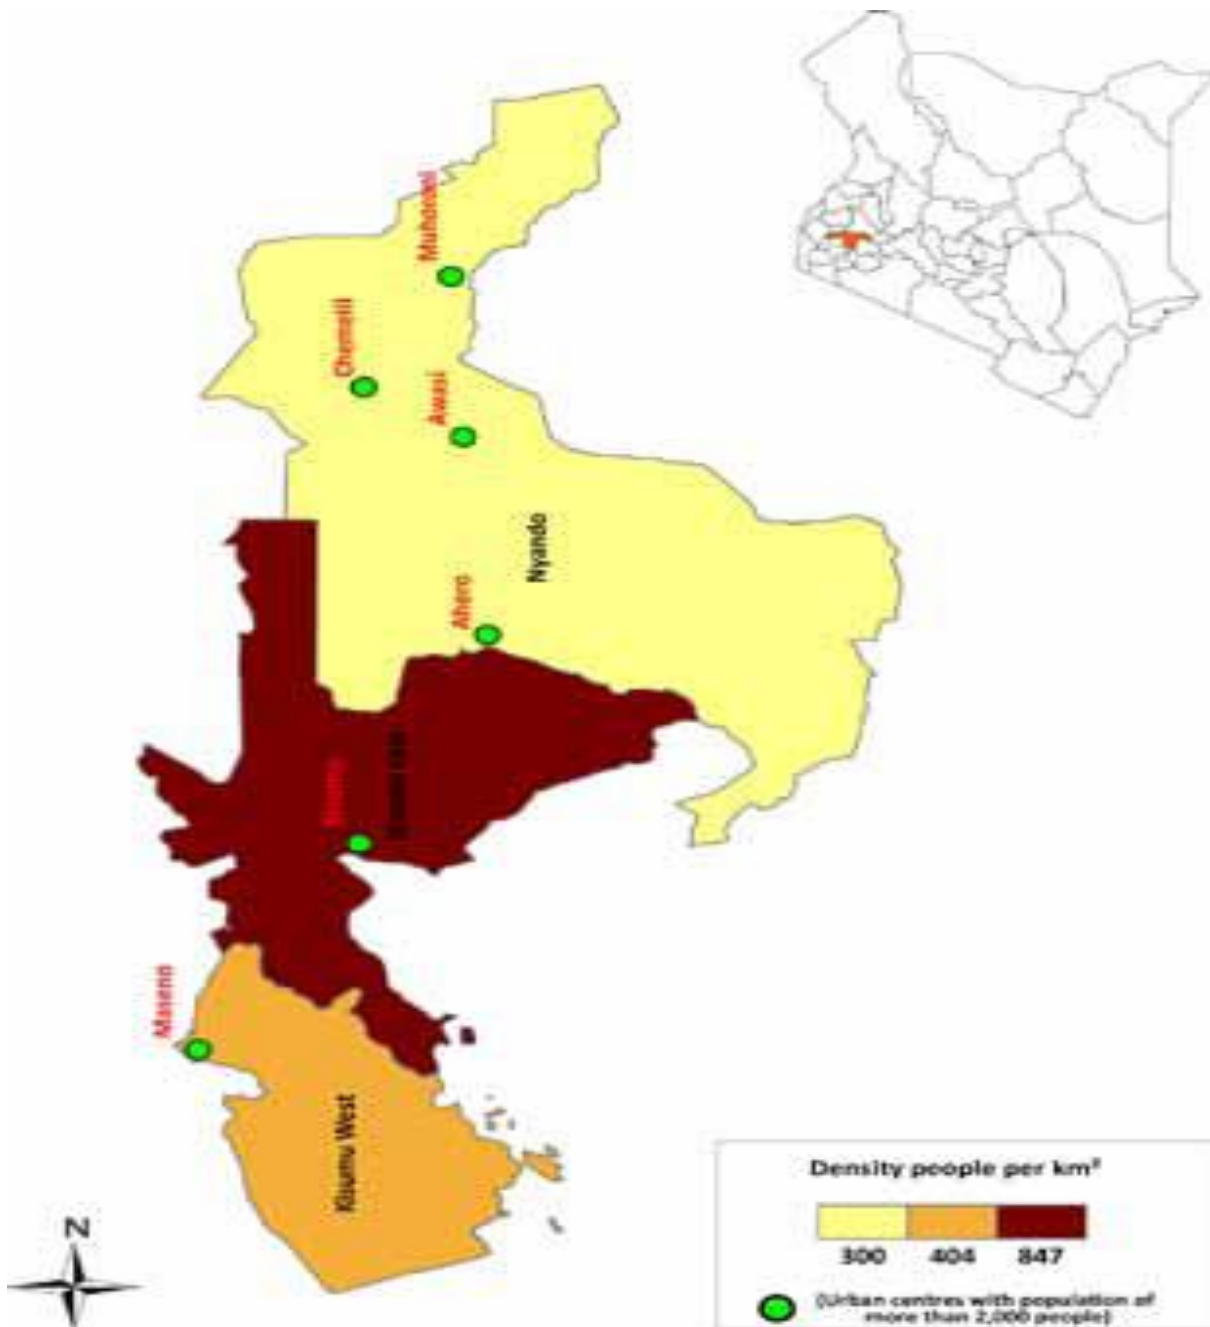 Muhoroni
Chemelil
Awasi
Ahero
Nyando
Maseno
Kisumu West
N
Density people per km²
300 404 847
(Urban centres with population of
more than 2,000 people)